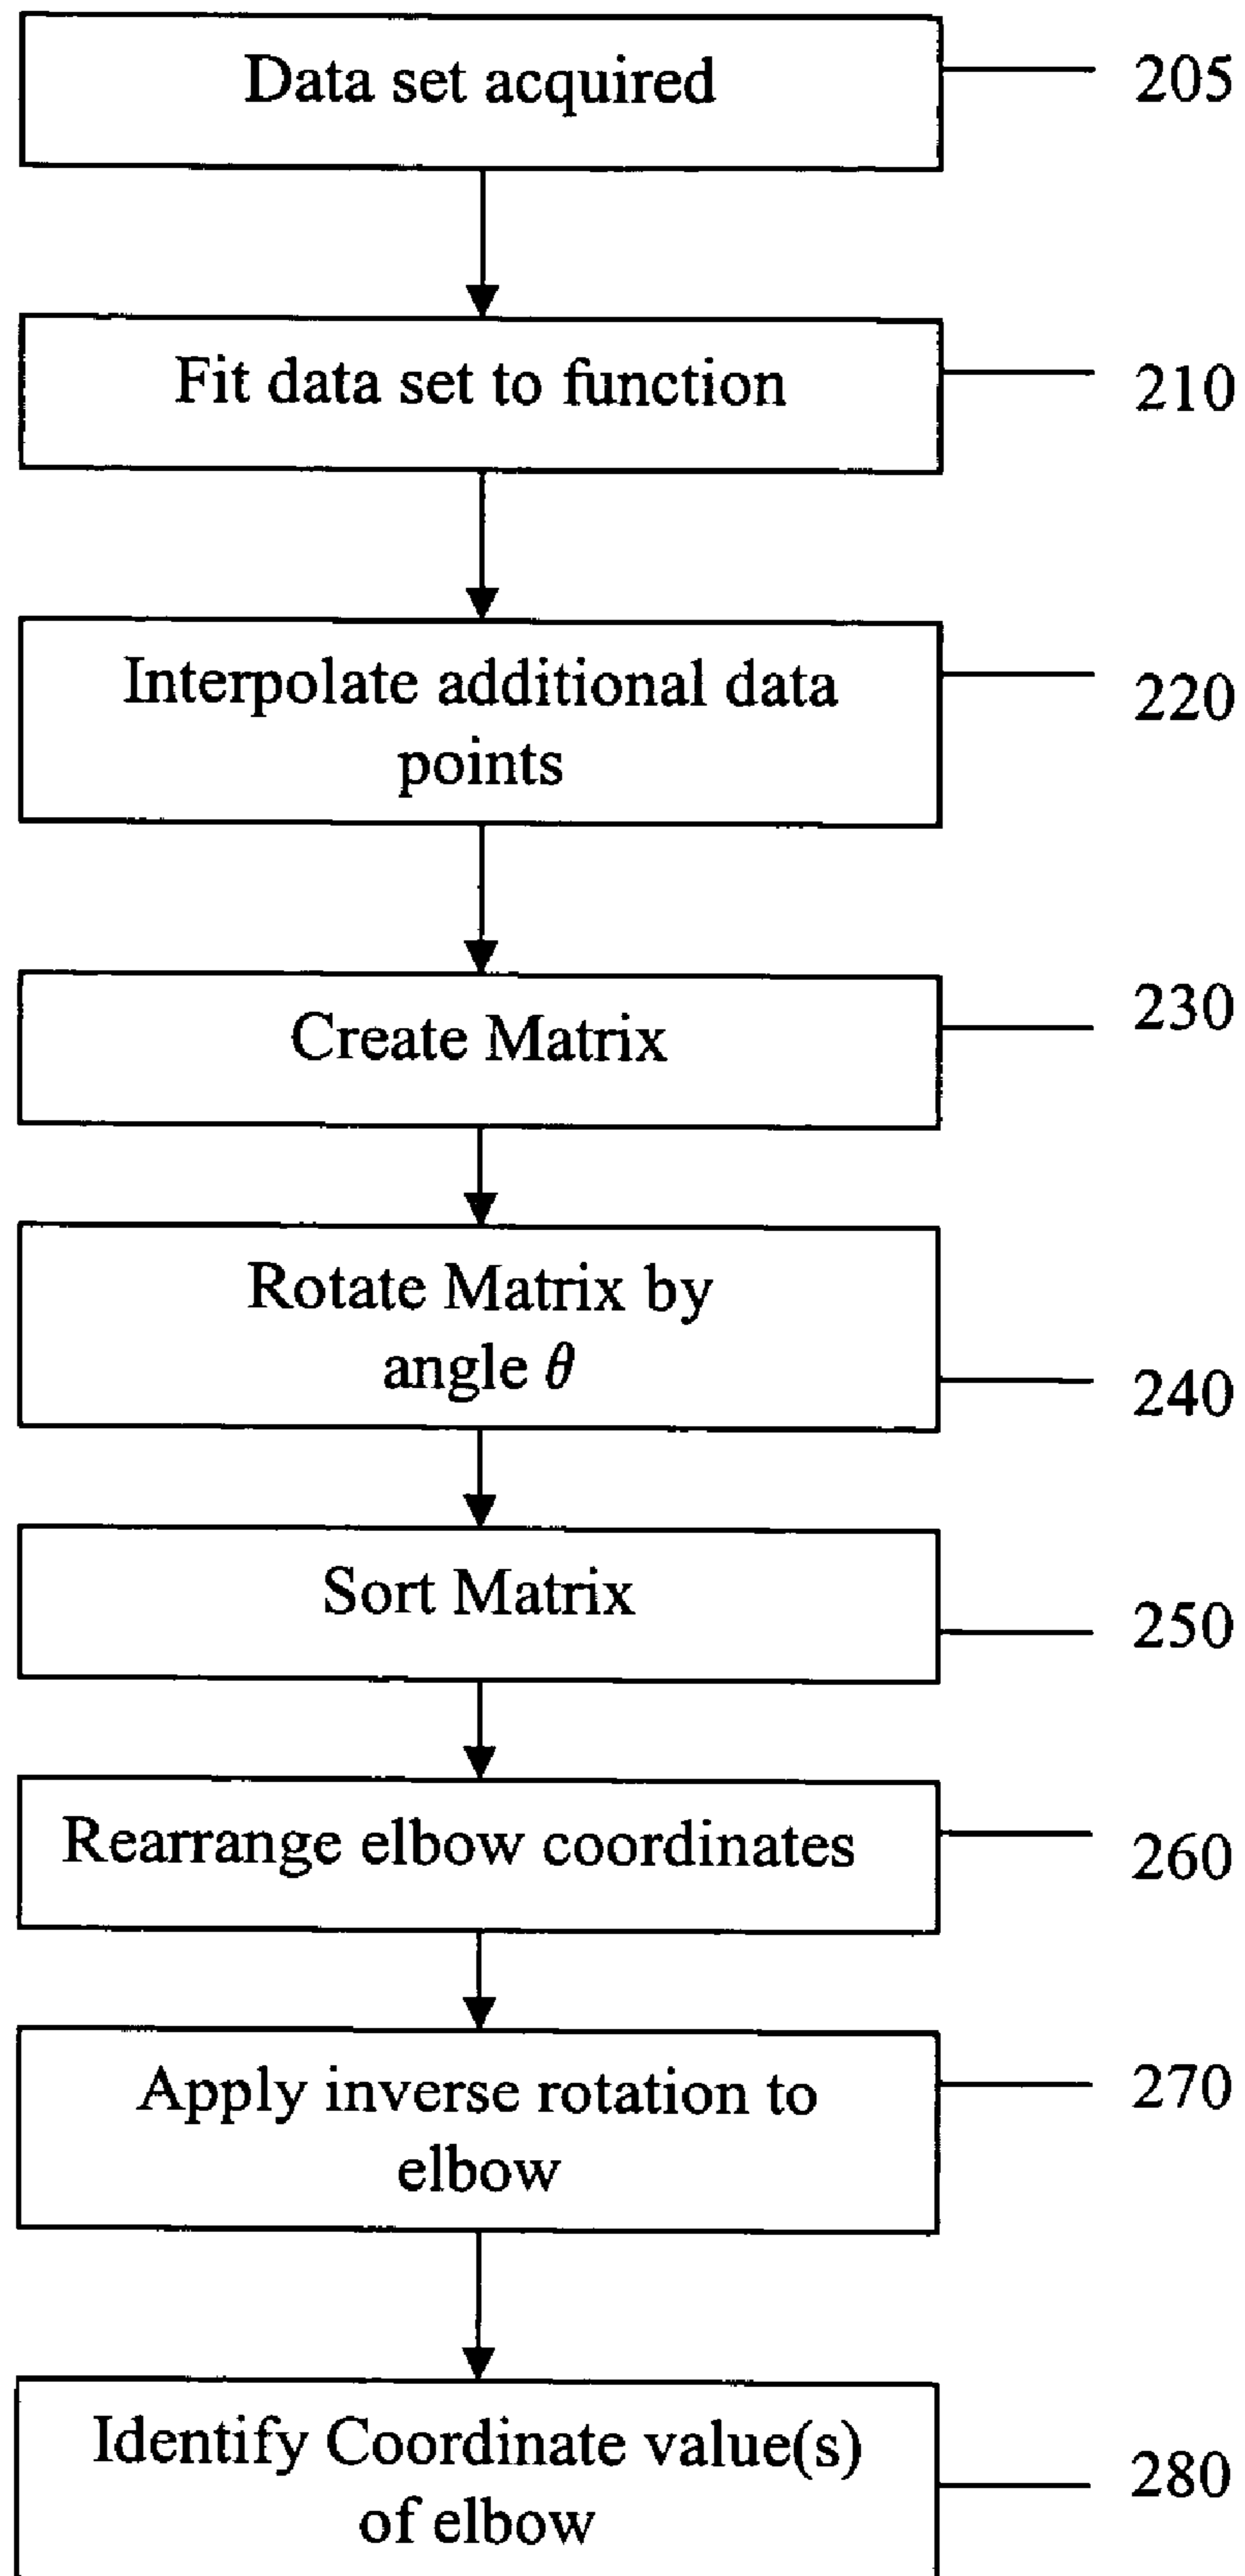 Data set acquired
205
Fit data set to function
210
Interpolate additional data
points
220
Create Matrix
230
Rotate Matrix by
angle θ
240
Sort Matrix
250
Rearrange elbow coordinates
260
Apply inverse rotation to
elbow
270
Identify Coordinate value(s)
of elbow
280